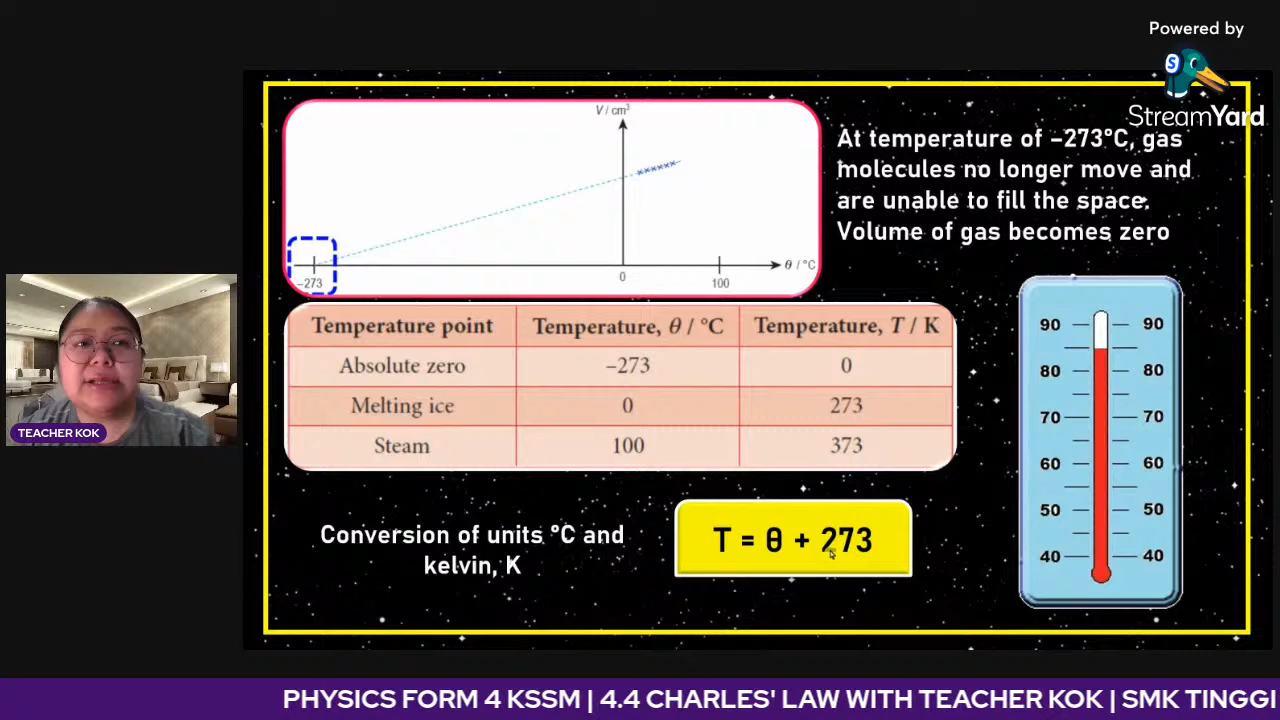 Powered by
S
StreamYard
V / cm³
θ / °C
-273
0
100
At temperature of –273°C, gas
molecules no longer move and
are unable to fill the space.
Volume of gas becomes zero
Temperature point Temperature, θ / °C Temperature, T / K
Absolute zero –273 0
Melting ice 0 273
Steam 100 373
Conversion of units °C and
kelvin, K
T = θ + 273
90 90
80 80
70 70
60 60
50 50
40 40
TEACHER KOK
PHYSICS FORM 4 KSSM | 4.4 CHARLES' LAW WITH TEACHER KOK | SMK TINGGI